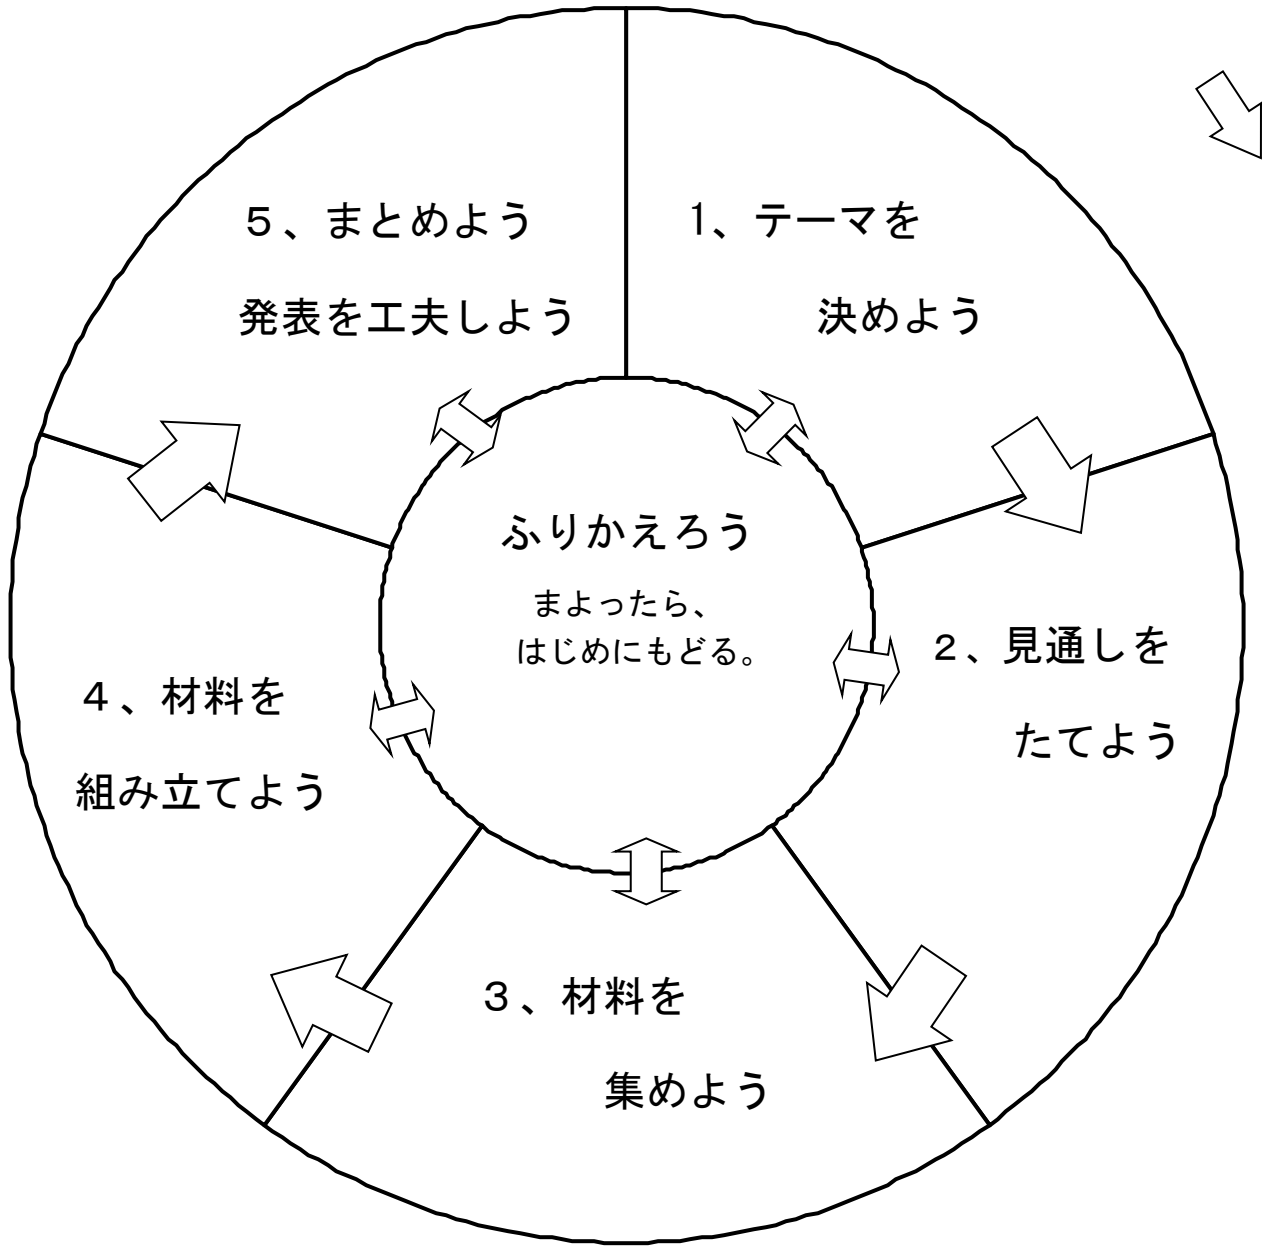 1、テーマを
決めよう
２、見通しを
たてよう
３、材料を
集めよう
４、材料を
組み立てよう
５、まとめよう
発表を工夫しよう
ふりかえろう
まよったら、
はじめにもどる。